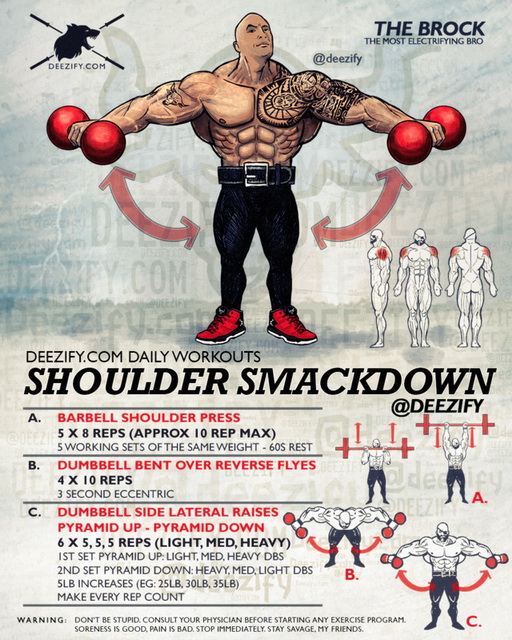 DEEZIFY.COM
THE BROCK
THE MOST ELECTRIFYING BRO
@deezify
DEEZIFY.COM DAILY WORKOUTS
SHOULDER SMACKDOWN
@DEEZIFY
A. BARBELL SHOULDER PRESS
5 X 8 REPS (APPROX 10 REP MAX)
5 WORKING SETS OF THE SAME WEIGHT - 60S REST
B. DUMBBELL BENT OVER REVERSE FLYES
4 X 10 REPS
3 SECOND ECCENTRIC
C. DUMBBELL SIDE LATERAL RAISES
PYRAMID UP - PYRAMID DOWN
6 X 5, 5, 5 REPS (LIGHT, MED, HEAVY)
1ST SET PYRAMID UP: LIGHT, MED, HEAVY DBS
2ND SET PYRAMID DOWN: HEAVY, MED, LIGHT DBS
5LB INCREASES (EG: 25LB, 30LB, 35LB)
MAKE EVERY REP COUNT
A.
B.
C.
WARNING: DON'T BE STUPID. CONSULT YOUR PHYSICIAN BEFORE STARTING ANY EXERCISE PROGRAM.
SORENESS IS GOOD, PAIN IS BAD. STOP IMMEDIATELY. STAY SAVAGE, MY FRIENDS.